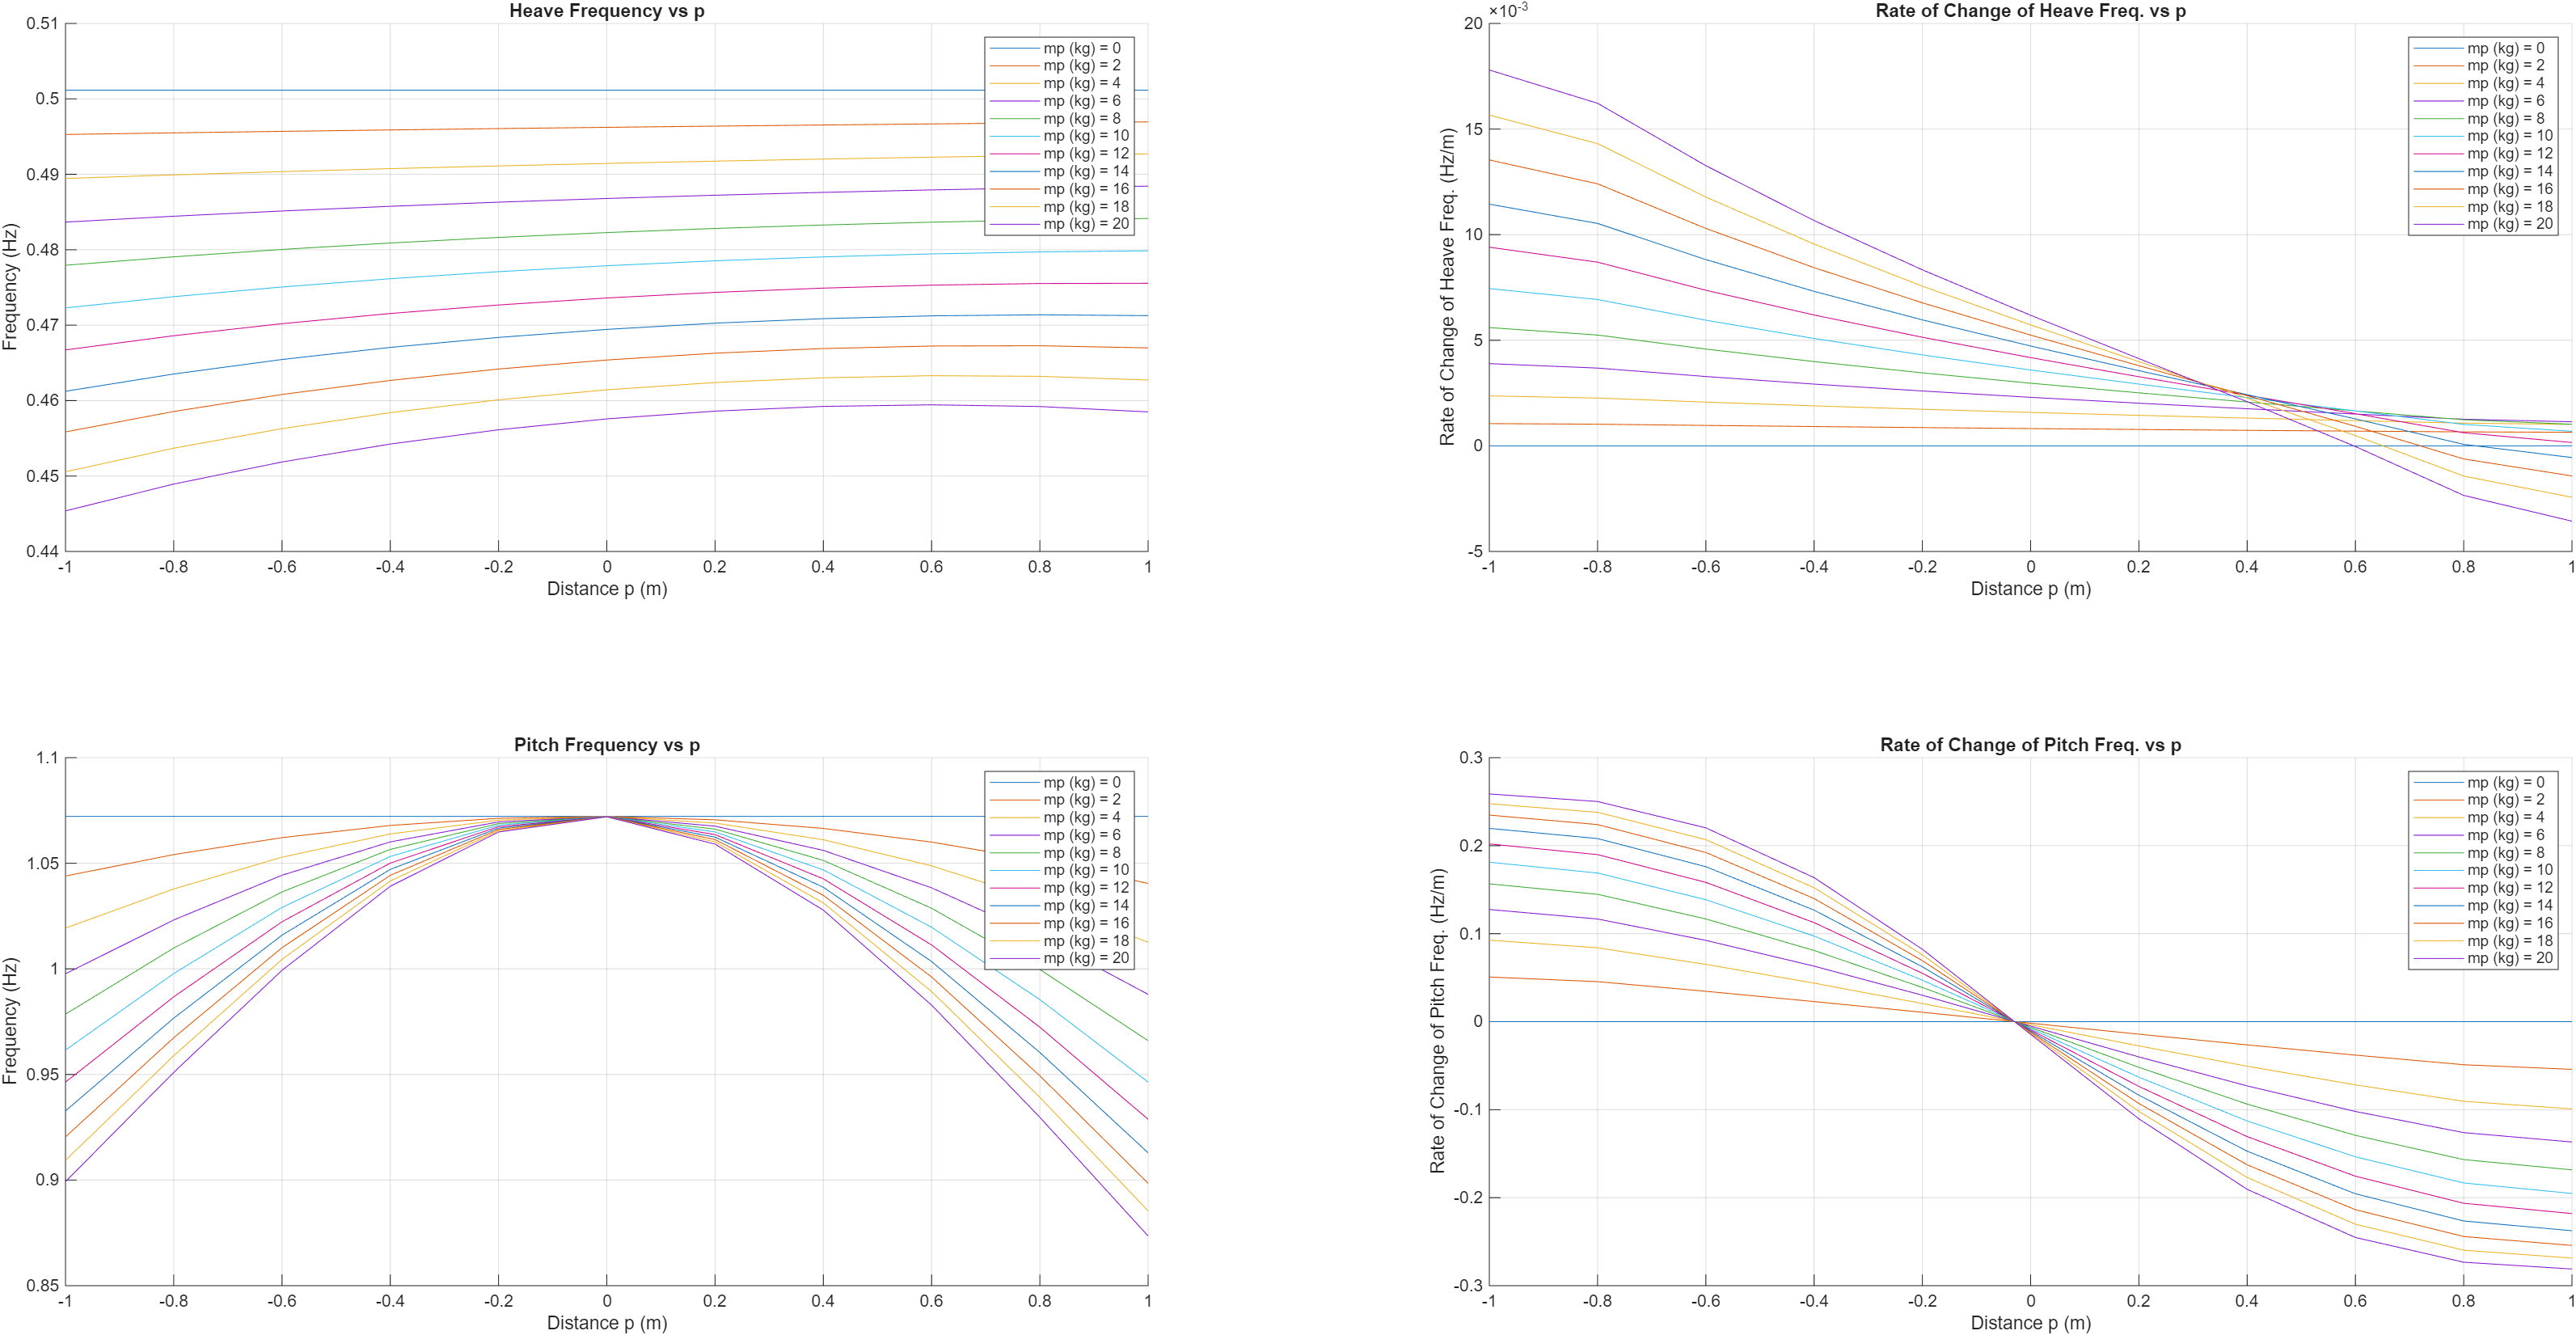 Heave Frequency vs p
0.51
0.5
0.49
0.48
0.47
0.46
0.45
0.44
Frequency (Hz)
-1 -0.8 -0.6 -0.4 -0.2 0 0.2 0.4 0.6 0.8 1
Distance p (m)
mp (kg) = 0
mp (kg) = 2
mp (kg) = 4
mp (kg) = 6
mp (kg) = 8
mp (kg) = 10
mp (kg) = 12
mp (kg) = 14
mp (kg) = 16
mp (kg) = 18
mp (kg) = 20
Rate of Change of Heave Freq. vs p
×10-3
20
15
10
5
0
-5
Rate of Change of Heave Freq. (Hz/m)
-1 -0.8 -0.6 -0.4 -0.2 0 0.2 0.4 0.6 0.8 1
Distance p (m)
mp (kg) = 0
mp (kg) = 2
mp (kg) = 4
mp (kg) = 6
mp (kg) = 8
mp (kg) = 10
mp (kg) = 12
mp (kg) = 14
mp (kg) = 16
mp (kg) = 18
mp (kg) = 20
Pitch Frequency vs p
1.1
1.05
1
0.95
0.9
0.85
Frequency (Hz)
-1 -0.8 -0.6 -0.4 -0.2 0 0.2 0.4 0.6 0.8 1
Distance p (m)
mp (kg) = 0
mp (kg) = 2
mp (kg) = 4
mp (kg) = 6
mp (kg) = 8
mp (kg) = 10
mp (kg) = 12
mp (kg) = 14
mp (kg) = 16
mp (kg) = 18
mp (kg) = 20
Rate of Change of Pitch Freq. vs p
0.3
0.2
0.1
0
-0.1
-0.2
-0.3
Rate of Change of Pitch Freq. (Hz/m)
-1 -0.8 -0.6 -0.4 -0.2 0 0.2 0.4 0.6 0.8 1
Distance p (m)
mp (kg) = 0
mp (kg) = 2
mp (kg) = 4
mp (kg) = 6
mp (kg) = 8
mp (kg) = 10
mp (kg) = 12
mp (kg) = 14
mp (kg) = 16
mp (kg) = 18
mp (kg) = 20